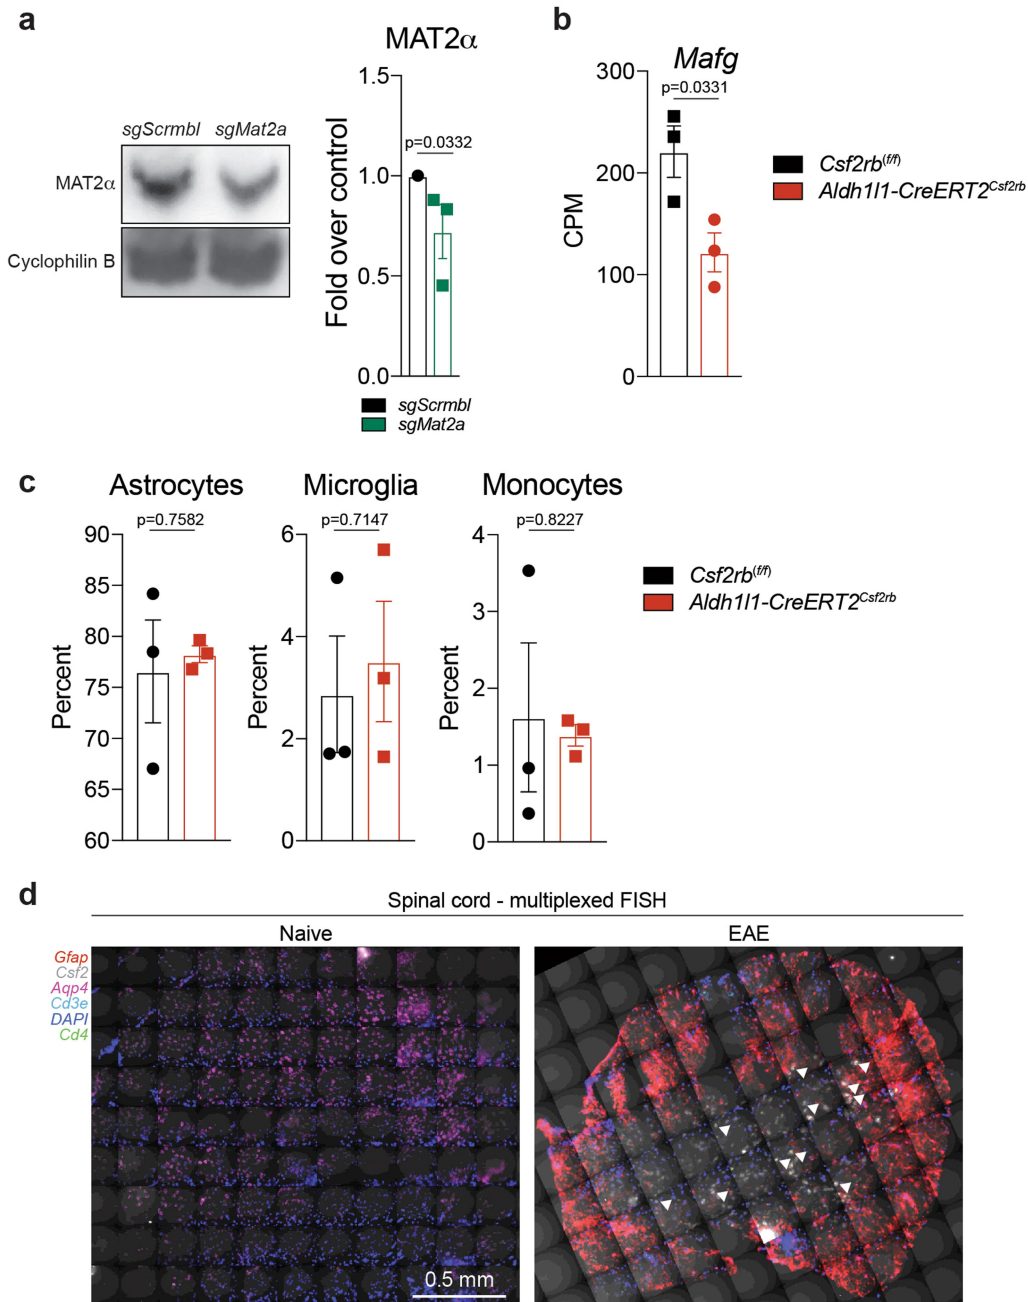 a
MAT2α
sgScrmbl sgMat2a
MAT2α
Cyclophilin B
Fold over control
1.5
1.0
0.5
0.0
p=0.0332
sgScrmbl
sgMat2a
b
Mafg
p=0.0331
CPM
300
200
100
0
Csf2rb(f/f)
Aldh1l1-CreERT2Csf2rb
c
Astrocytes
p=0.7582
Percent
90
85
80
75
70
65
60
Microglia
p=0.7147
Percent
6
4
2
0
Monocytes
p=0.8227
Percent
4
3
2
1
0
Csf2rb(f/f)
Aldh1l1-CreERT2Csf2rb
d
Spinal cord - multiplexed FISH
Naive
EAE
Gfap
Csf2
Aqp4
Cd3e
DAPI
Cd4
0.5 mm